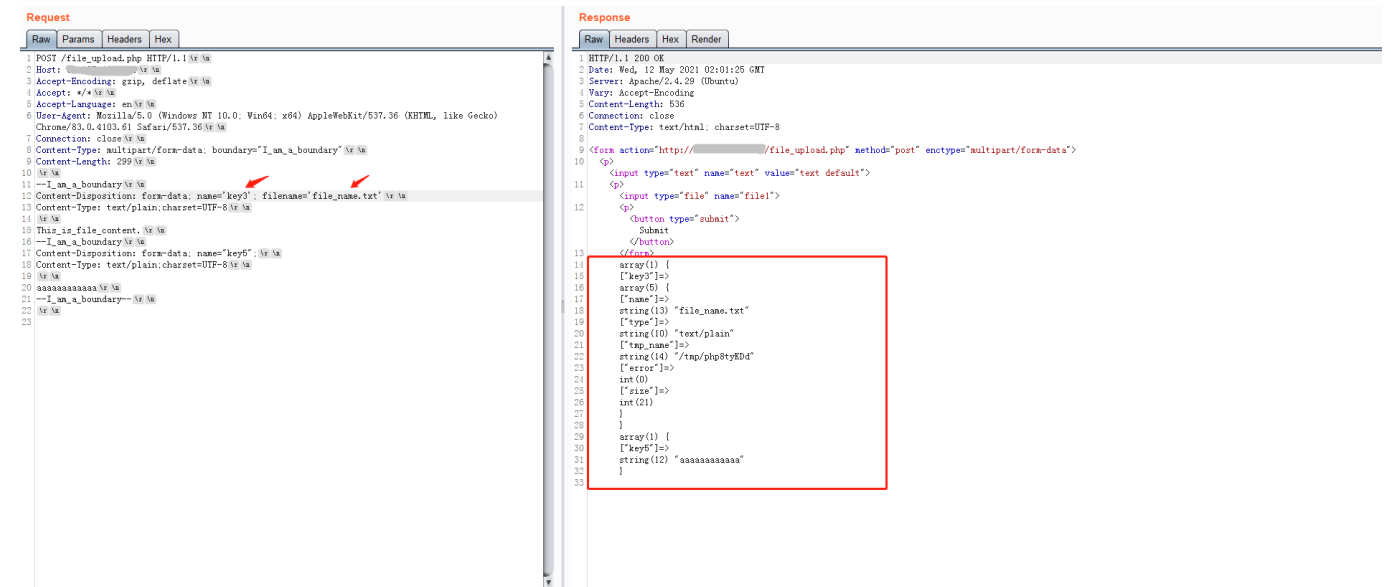 Request
Raw Params Headers Hex
1 POST /file_upload.php HTTP/1.1\r \n
2 Host: \r \n
3 Accept-Encoding: gzip, deflate\r \n
4 Accept: */*\r \n
5 Accept-Language: en\r \n
6 User-Agent: Mozilla/5.0 (Windows NT 10.0; Win64; x64) AppleWebKit/537.36 (KHTML, like Gecko)
Chrome/83.0.4103.61 Safari/537.36\r \n
7 Connection: close\r \n
8 Content-Type: multipart/form-data; boundary="I_am_a_boundary"\r \n
9 Content-Length: 299\r \n
10 \r \n
11 --I_am_a_boundary\r \n
12 Content-Disposition: form-data; name='key3'; filename='file_name.txt'\r \n
13 Content-Type: text/plain;charset=UTF-8\r \n
14 \r \n
15 This_is_file_content.\r \n
16 --I_am_a_boundary\r \n
17 Content-Disposition: form-data; name="key5";\r \n
18 Content-Type: text/plain;charset=UTF-8\r \n
19 \r \n
20 aaaaaaaaaaaa\r \n
21 --I_am_a_boundary--\r \n
22 \r \n
23
Response
Raw Headers Hex Render
1 HTTP/1.1 200 OK
2 Date: Wed, 12 May 2021 02:01:25 GMT
3 Server: Apache/2.4.29 (Ubuntu)
4 Vary: Accept-Encoding
5 Content-Length: 536
6 Connection: close
7 Content-Type: text/html; charset=UTF-8
8
9 <form action="http:// /file_upload.php" method="post" enctype="multipart/form-data">
10 <p>
<input type="text" name="text" value="text default">
11 <p>
<input type="file" name="file1">
12 <p>
<button type="submit">
Submit
</button>
13 </form>
14 array(1) {
15 ["key3"]=>
16 array(5) {
17 ["name"]=>
18 string(13) "file_name.txt"
19 ["type"]=>
20 string(10) "text/plain"
21 ["tmp_name"]=>
22 string(14) "/tmp/php8tyKDd"
23 ["error"]=>
24 int(0)
25 ["size"]=>
26 int(21)
27 }
28 }
29 array(1) {
30 ["key5"]=>
31 string(12) "aaaaaaaaaaaa"
32 }
33